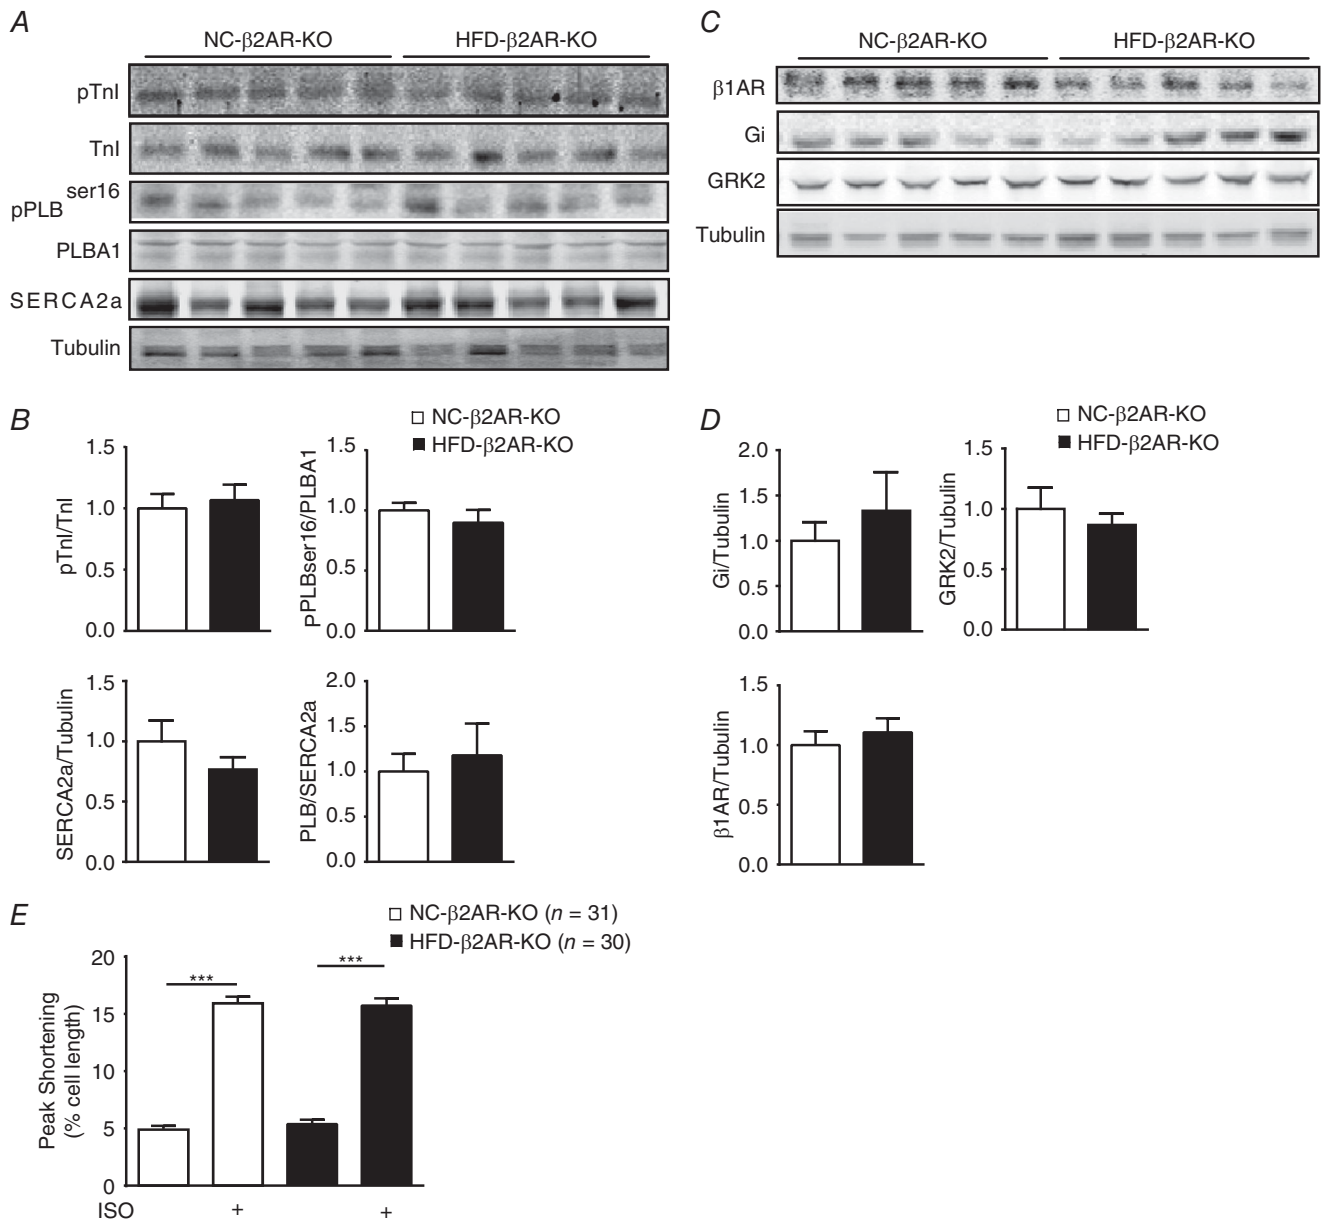 A
NC-β2AR-KO HFD-β2AR-KO
pTnI
TnI
pPLBser16
PLBA1
SERCA2a
Tubulin
C
NC-β2AR-KO HFD-β2AR-KO
β1AR
Gi
GRK2
Tubulin
B
NC-β2AR-KO
HFD-β2AR-KO
1.5
1.0
0.5
0.0
pTnI/TnI
1.5
1.0
0.5
0.0
PPLBser16/PLBA1
1.5
1.0
0.5
0.0
SERCA2a/Tubulin
2.0
1.5
1.0
0.5
0.0
PLB/SERCA2a
D
NC-β2AR-KO
HFD-β2AR-KO
2.0
1.5
1.0
0.5
0.0
Gi/Tubulin
1.5
1.0
0.5
0.0
GRK2/Tubulin
1.5
1.0
0.5
0.0
β1AR/Tubulin
E
NC-β2AR-KO (n = 31)
HFD-β2AR-KO (n = 30)
20
15
10
5
0
Peak Shortening
(% cell length)
*** ***
ISO + +